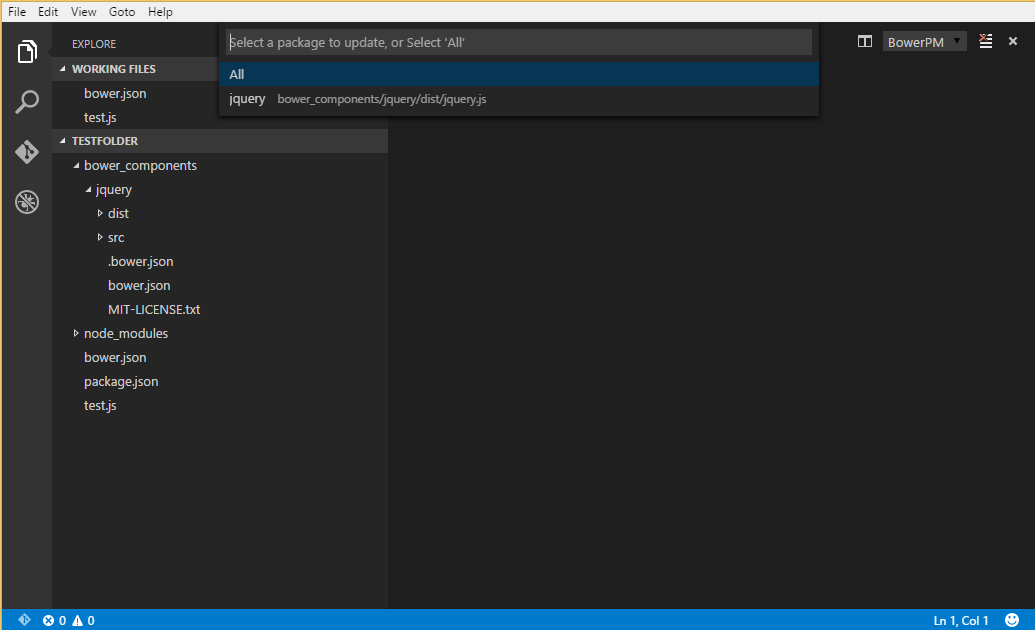 File Edit View Goto Help
EXPLORE
Select a package to update, or Select 'All'
BowerPM
WORKING FILES
All
bower.json
jquery bower_components/jquery/dist/jquery.js
test.js
TESTFOLDER
bower_components
jquery
dist
src
.bower.json
bower.json
MIT-LICENSE.txt
node_modules
bower.json
package.json
test.js
0 0
Ln 1, Col 1